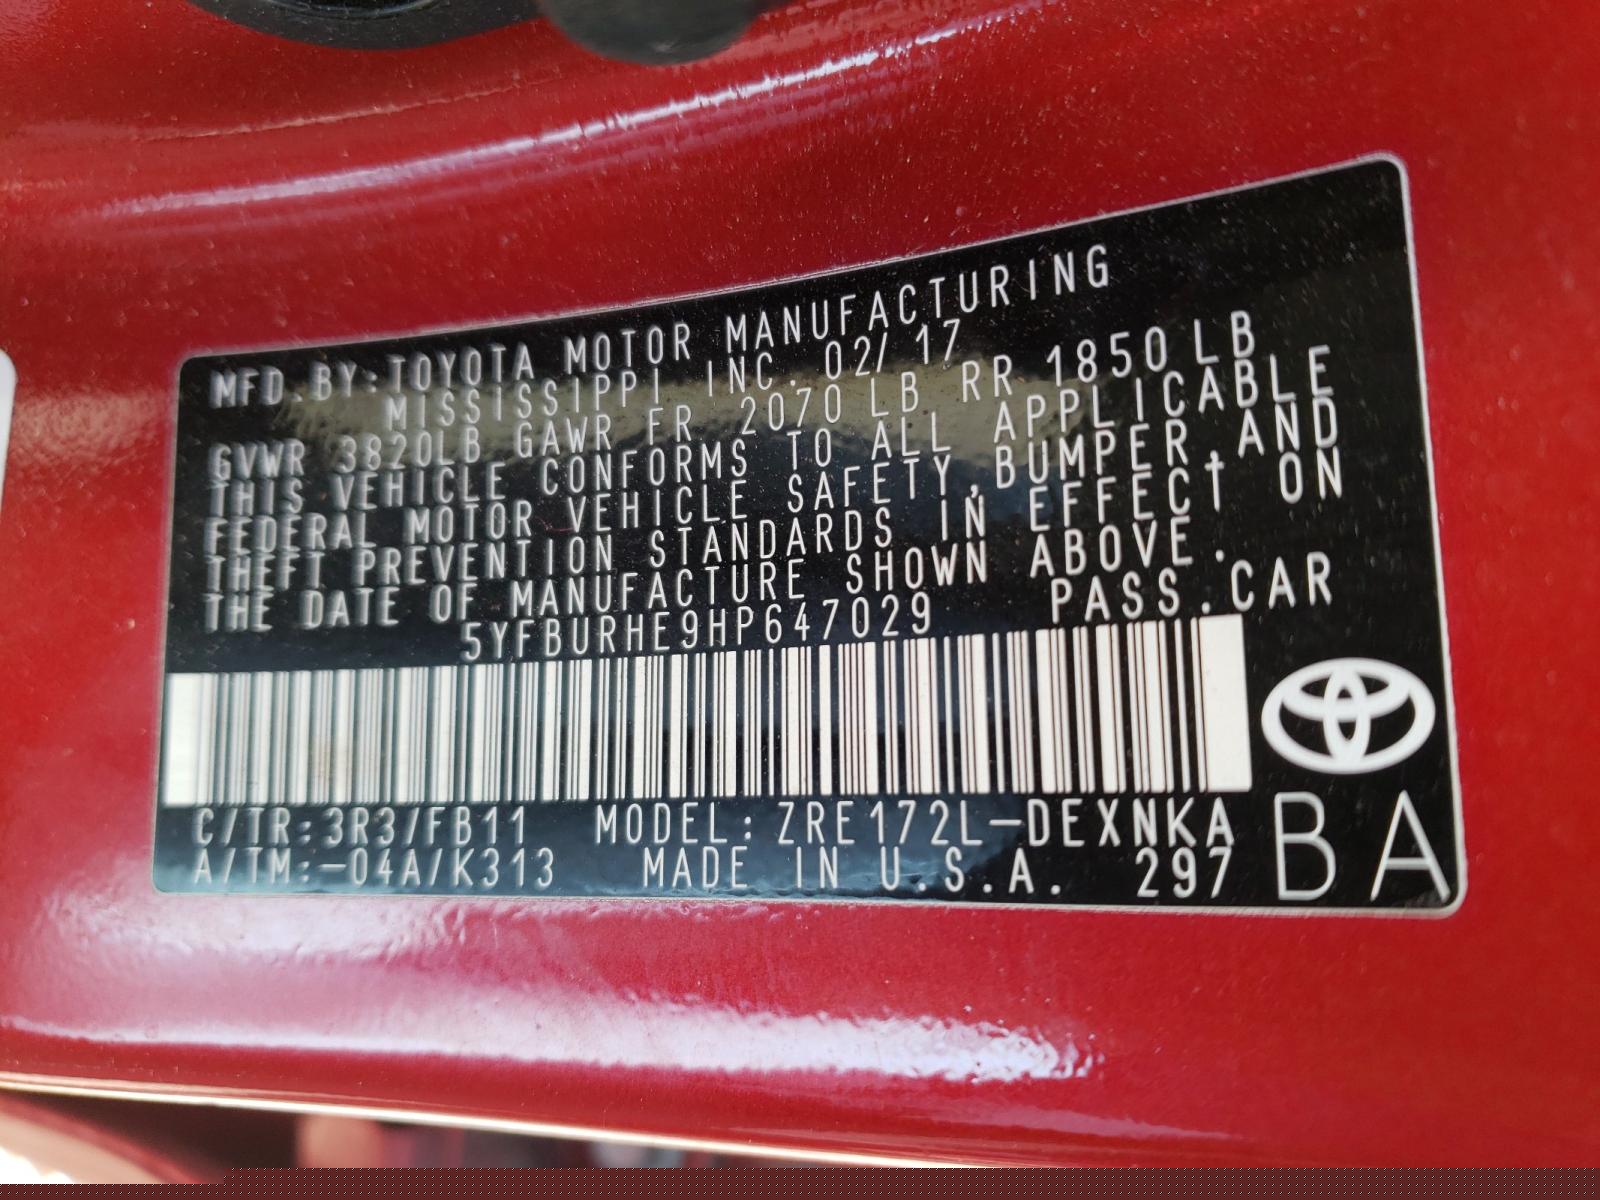 MFD.BY:TOYOTA MOTOR MANUFACTURING
MISSISSIPPI INC. 02/17
GVWR 3820LB GAWR FR 2070LB RR 1850LB
THIS VEHICLE CONFORMS TO ALL APPLICABLE
FEDERAL MOTOR VEHICLE SAFETY,BUMPER,AND
THEFT PREVENTION STANDARDS IN EFFECT ON
THE DATE OF MANUFACTURE SHOWN ABOVE.
5YFBURHE9HP647029 PASS.CAR
C/TR:3R3/FB11 MODEL: ZRE172L-DEXNKA
A/TM:-04A/K313 MADE IN U.S.A. 297
BA